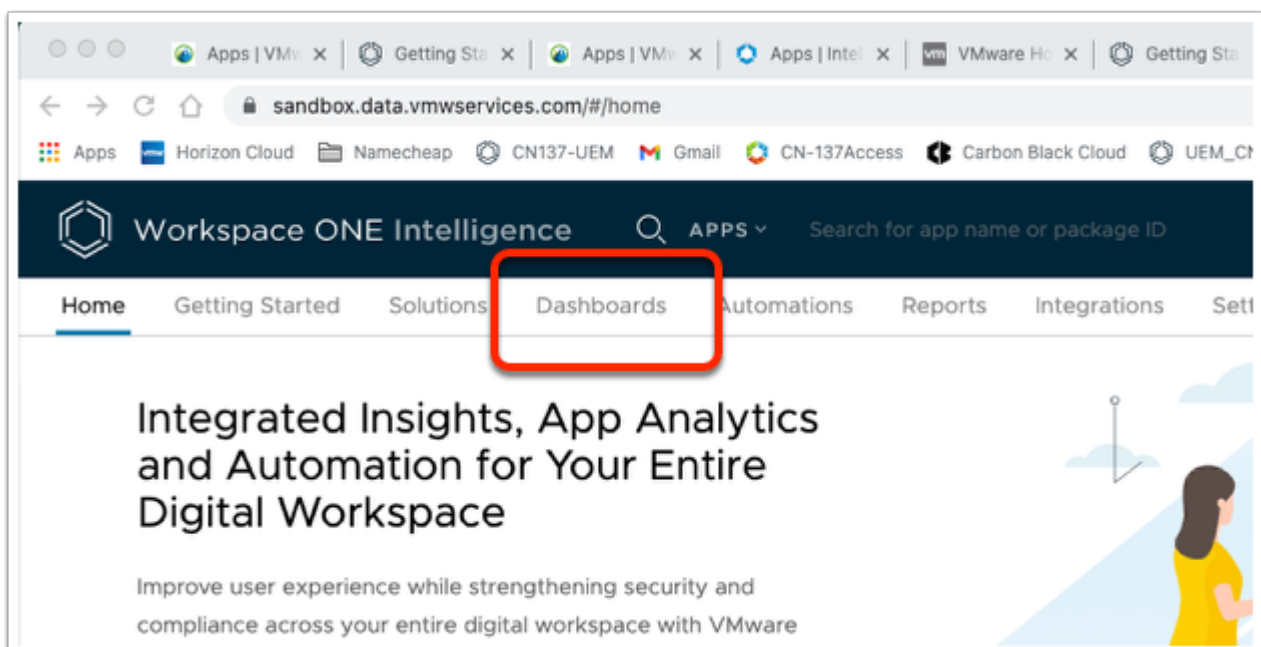 Apps | VMw Getting Sta Apps | VMw Apps | Intel vm VMware Ho Getting Sta
sandbox.data.vmwservices.com/#/home
Apps Horizon Cloud Namecheap CN137-UEM Gmail CN-137Access Carbon Black Cloud UEM_CN
Workspace ONE Intelligence APPS Search for app name or package ID
Home Getting Started Solutions Dashboards Automations Reports Integrations Sett
Integrated Insights, App Analytics
and Automation for Your Entire
Digital Workspace
Improve user experience while strengthening security and
compliance across your entire digital workspace with VMware